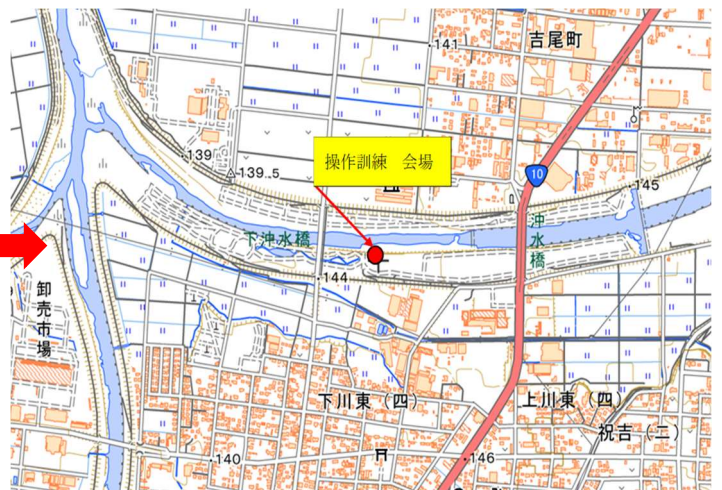 ・141
吉尾町
・139
△139.5
操作訓練　会場
10
・145
下沖水橋
沖水橋
・144
卸売市場
下川東（四）
上川東（四）
祝吉（二）
・140
・146